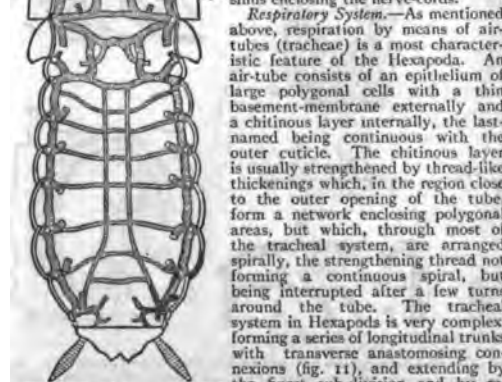 sinus enclosing the nerve-cords.
Respiratory System.—As mentioned
above, respiration by means of air-
tubes (tracheae) is a most character-
istic feature of the Hexapoda. An
air-tube consists of an epithelium of
large polygonal cells with a thin
basement-membrane externally and
a chitinous layer internally, the last-
named being continuous with the
outer cuticle. The chitinous layer
is usually strengthened by thread-like
thickenings which, in the region close
to the outer opening of the tube,
form a network enclosing polygonal
areas, but which, through most of
the tracheal system, are arranged
spirally, the strengthening thread not
forming a continuous spiral, but
being interrupted after a few turns
around the tube. The tracheal
system in Hexapods is very complex,
forming a series of longitudinal trunks
with transverse anastomosing con-
nexions (fig. 11), and extending by